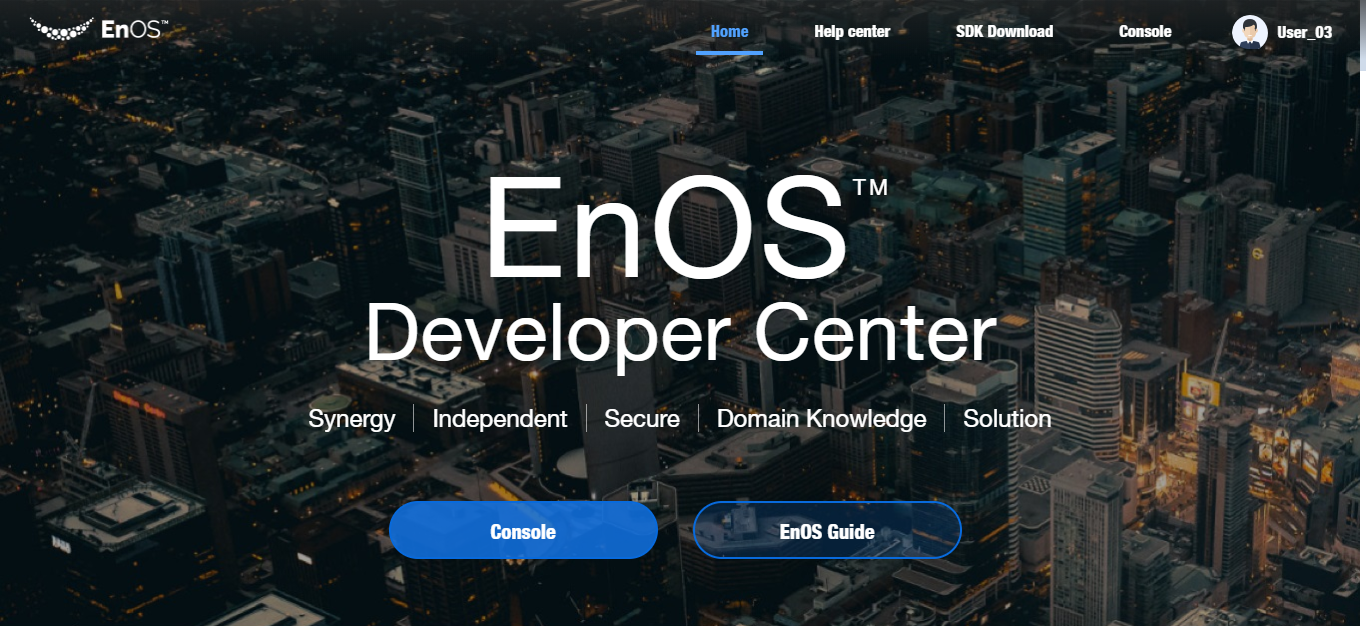 EnOS™
Home
Help center
SDK Download
Console
User_03
EnOS™
Developer Center
Synergy | Independent | Secure | Domain Knowledge | Solution
Console
EnOS Guide